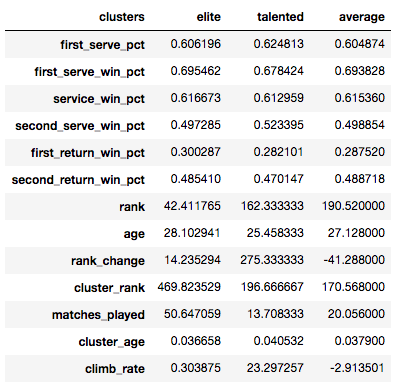 clusters elite talented average
first_serve_pct 0.606196 0.624813 0.604874
first_serve_win_pct 0.695462 0.678424 0.693828
service_win_pct 0.616673 0.612959 0.615360
second_serve_win_pct 0.497285 0.523395 0.498854
first_return_win_pct 0.300287 0.282101 0.287520
second_return_win_pct 0.485410 0.470147 0.488718
rank 42.411765 162.333333 190.520000
age 28.102941 25.458333 27.128000
rank_change 14.235294 275.333333 -41.288000
cluster_rank 469.823529 196.666667 170.568000
matches_played 50.647059 13.708333 20.056000
cluster_age 0.036658 0.040532 0.037900
climb_rate 0.303875 23.297257 -2.913501